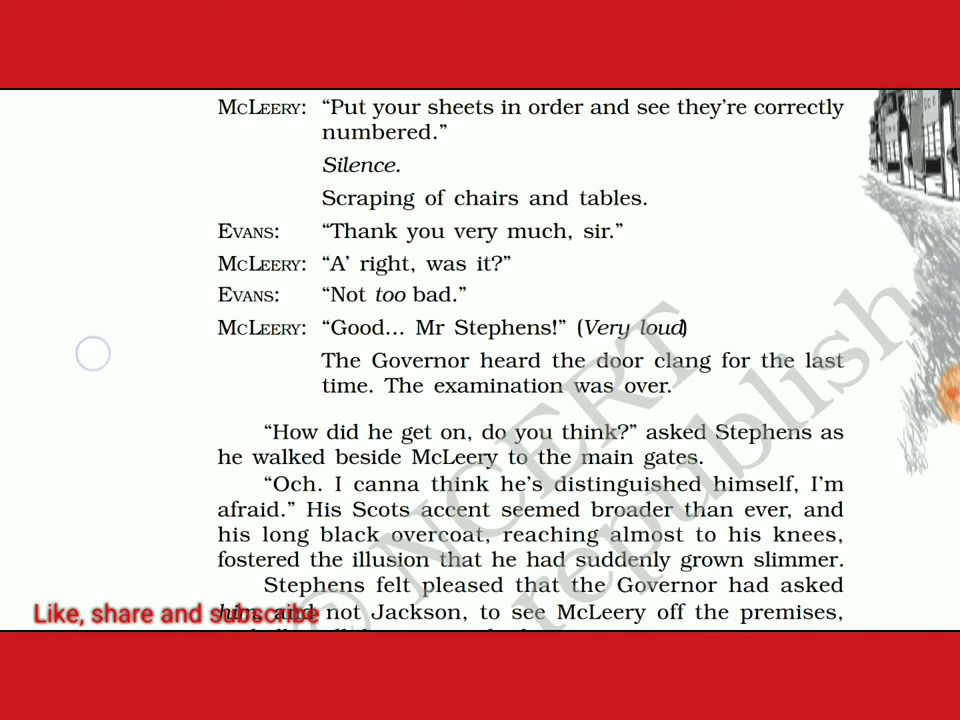 McLeery: “Put your sheets in order and see they’re correctly
numbered.”
Silence.
Scraping of chairs and tables.
Evans: “Thank you very much, sir.”
McLeery: “A’ right, was it?”
Evans: “Not too bad.”
McLeery: “Good... Mr Stephens!” (Very loud)
The Governor heard the door clang for the last
time. The examination was over.
“How did he get on, do you think?” asked Stephens as
he walked beside McLeery to the main gates.
“Och. I canna think he’s distinguished himself, I’m
afraid.” His Scots accent seemed broader than ever, and
his long black overcoat, reaching almost to his knees,
fostered the illusion that he had suddenly grown slimmer.
Stephens felt pleased that the Governor had asked
him, and not Jackson, to see McLeery off the premises,
Like, share and subscribe
© NCERT
republish